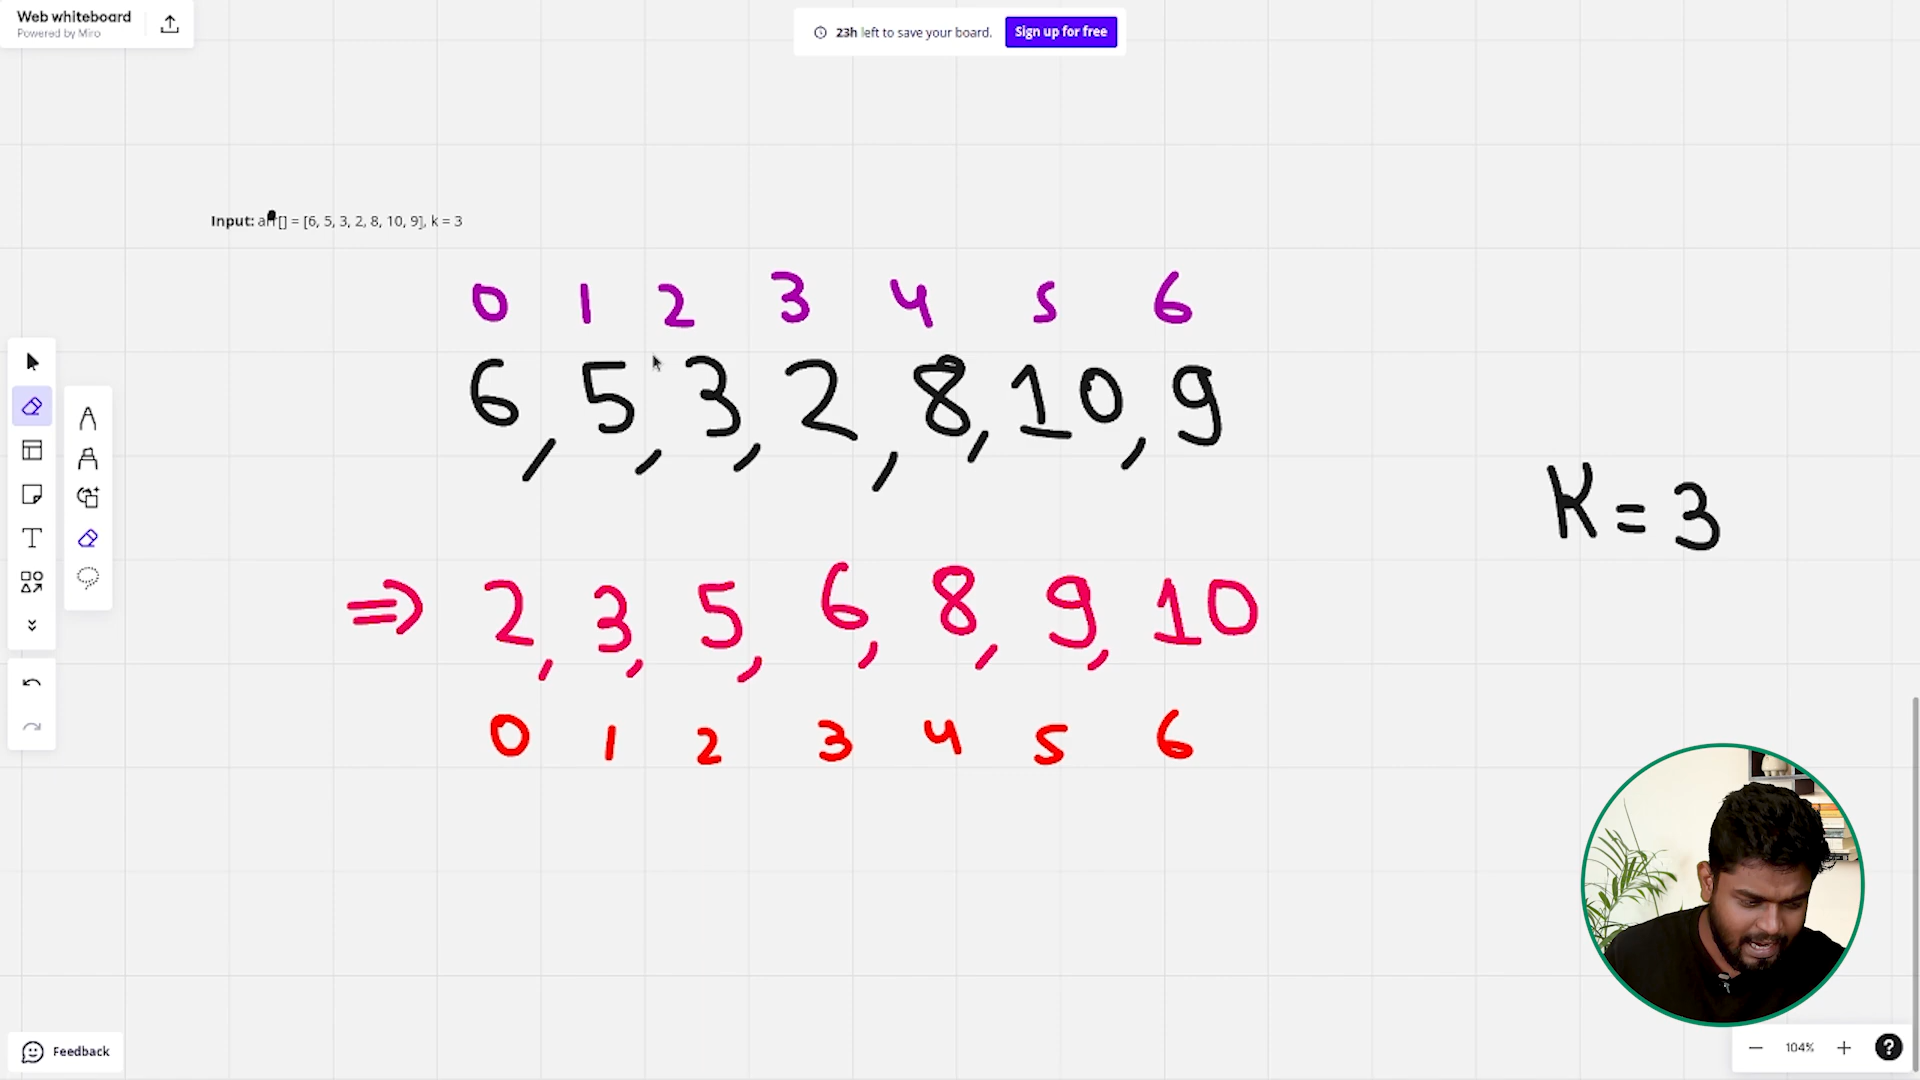 Web whiteboard
Powered by Miro
23h left to save your board. Sign up for free
Input: arr[] = [6, 5, 3, 2, 8, 10, 9], k = 3
0 1 2 3 4 5 6
6, 5, 3, 2, 8, 10, 9
K = 3
⇒ 2, 3, 5, 6, 8, 9, 10
0 1 2 3 4 5 6
Feedback
104%